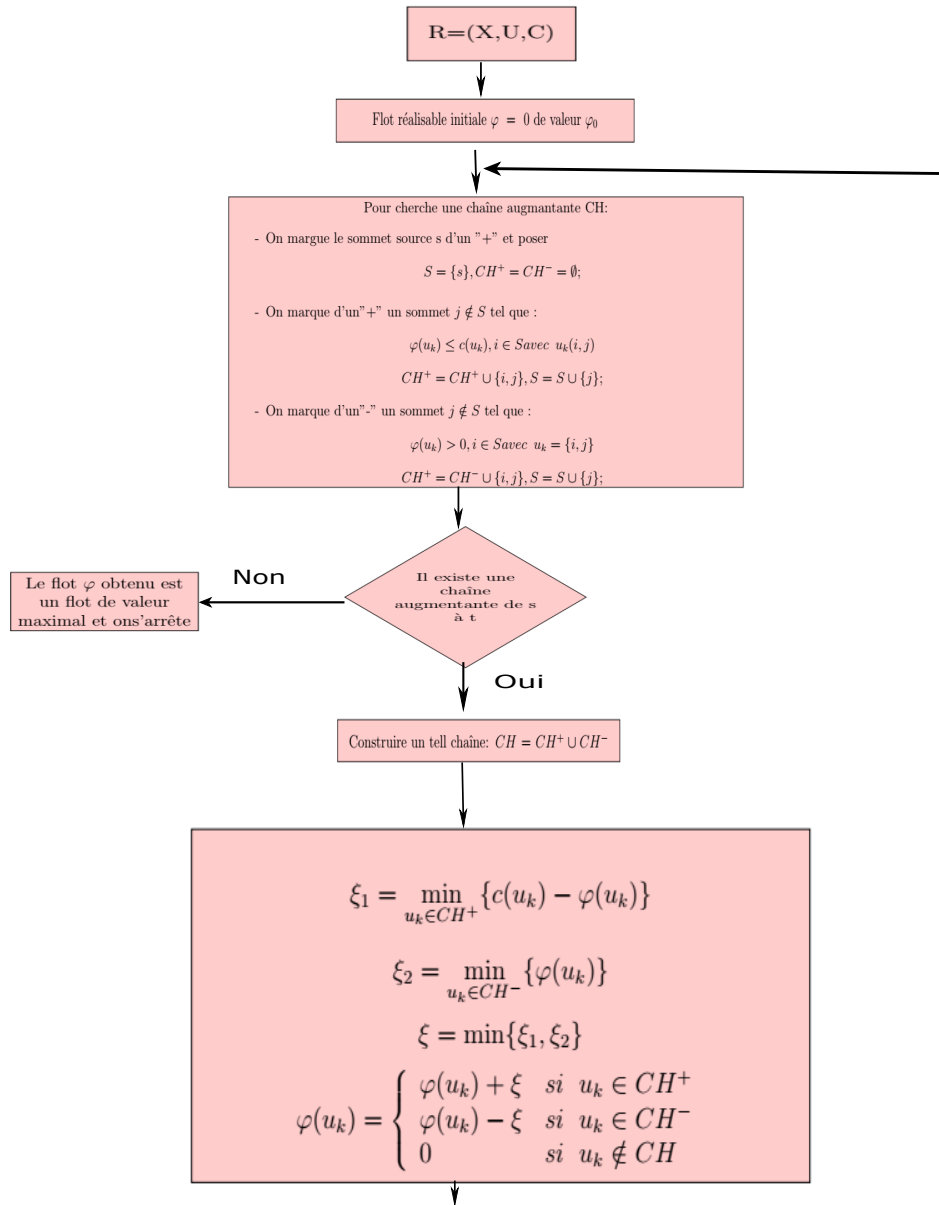 R=(X,U,C)
Flot réalisable initiale φ = 0 de valeur φ₀
Pour cherche une chaîne augmantante CH:
- On margue le sommet source s d'un "+" et poser
S = {s}, CH⁺ = CH⁻ = ∅;
- On marque d'un"+" un sommet j ∉ S tel que :
φ(uₖ) ≤ c(uₖ), i ∈ Savec uₖ(i, j)
CH⁺ = CH⁺ ∪ {i, j}, S = S ∪ {j};
- On marque d'un"-" un sommet j ∉ S tel que :
φ(uₖ) > 0, i ∈ Savec uₖ = {i, j}
CH⁺ = CH⁻ ∪ {i, j}, S = S ∪ {j};
Il existe une
chaîne
augmentante de s
à t
Non
Le flot φ obtenu est
un flot de valeur
maximal et ons'arrête
Oui
Construire un tell chaîne: CH = CH⁺ ∪ CH⁻
ξ₁ = min {c(uₖ) − φ(uₖ)}
uₖ∈CH⁺
ξ₂ = min {φ(uₖ)}
uₖ∈CH⁻
ξ = min{ξ₁, ξ₂}
φ(uₖ) + ξ si uₖ ∈ CH⁺
φ(uₖ) = { φ(uₖ) − ξ si uₖ ∈ CH⁻
0 si uₖ ∉ CH